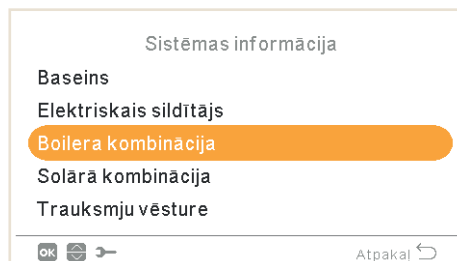 Sistēmas informācija
Baseins
Elektriskais sildītājs
Boilera kombinācija
Solārā kombinācija
Trauksmju vēsture
OK Atpakaļ